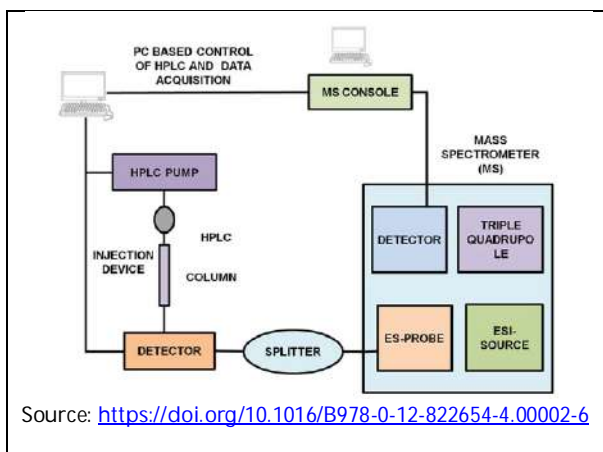 PC BASED CONTROL
OF HPLC AND DATA
ACQUISITION
MS CONSOLE
MASS
SPECTROMETER
(MS)
HPLC PUMP
HPLC
INJECTION
DEVICE
COLUMN
DETECTOR
TRIPLE
QUADRUPO
LE
DETECTOR
SPLITTER
ES-PROBE
ESI-
SOURCE
Source: https://doi.org/10.1016/B978-0-12-822654-4.00002-6